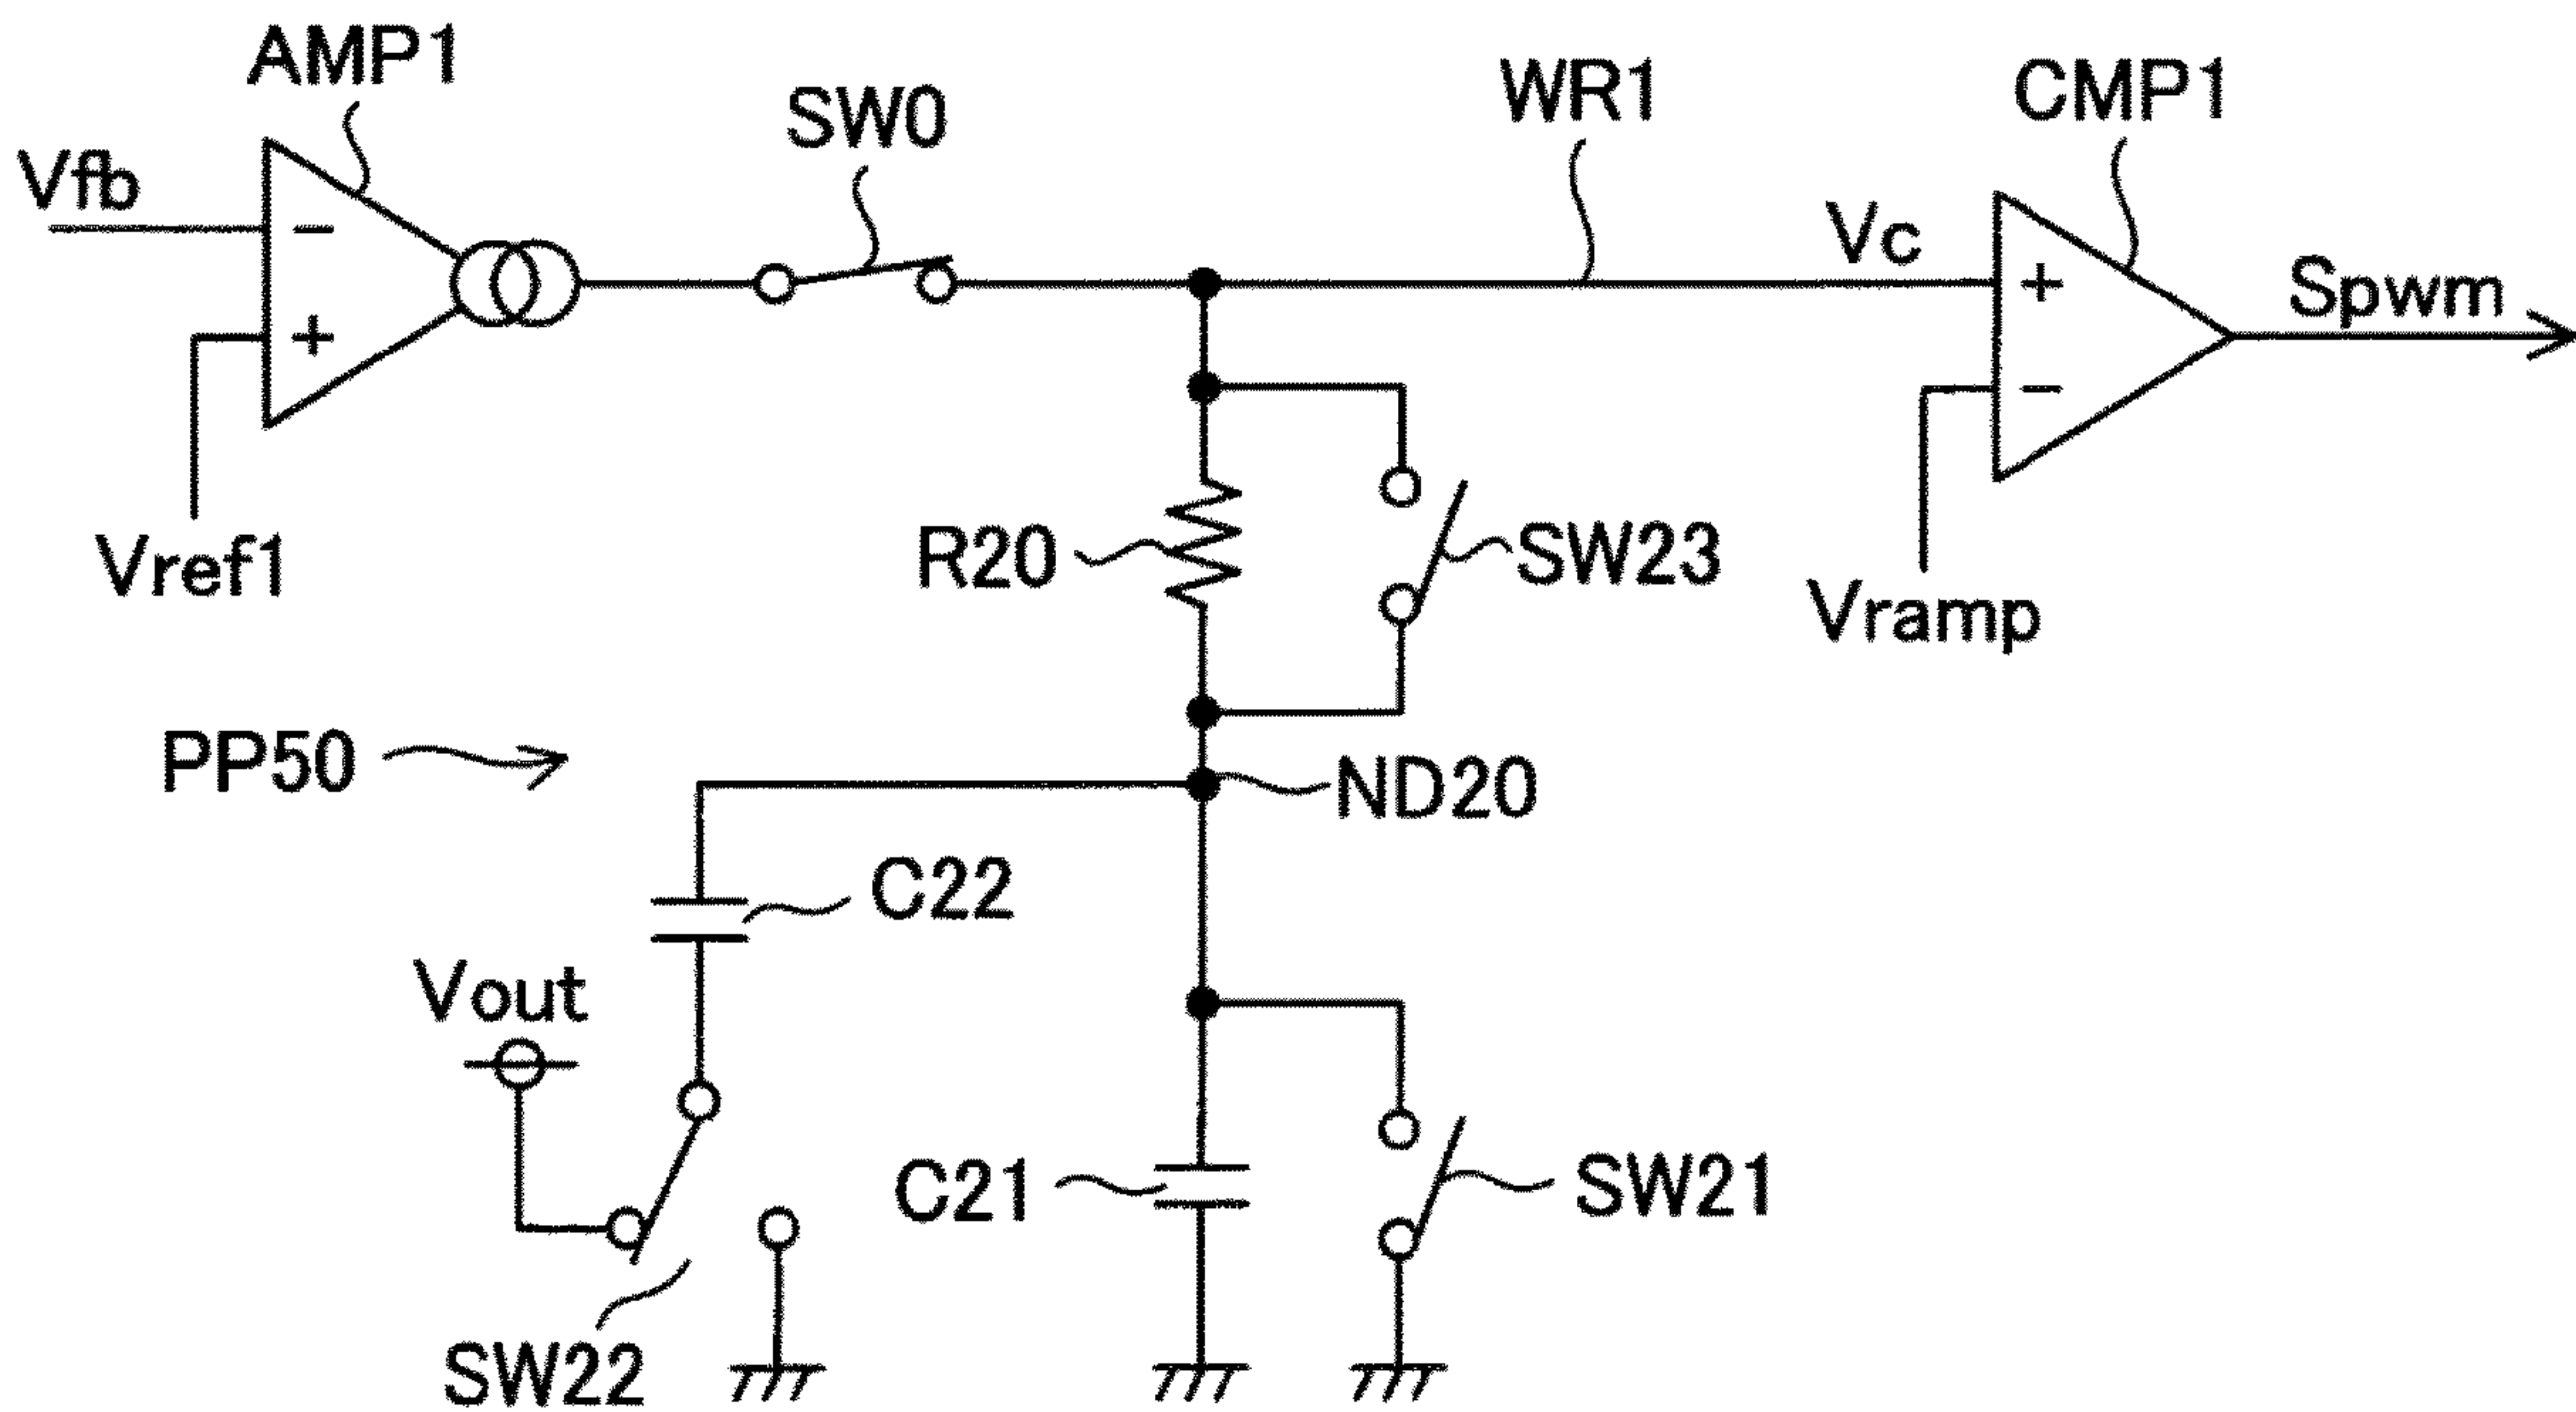 AMP1
SW0
WR1
CMP1
Vfb
−
+
Vref1
Vc
+
−
Spwm
Vramp
R20
SW23
PP50
ND20
C22
Vout
C21
SW21
SW22